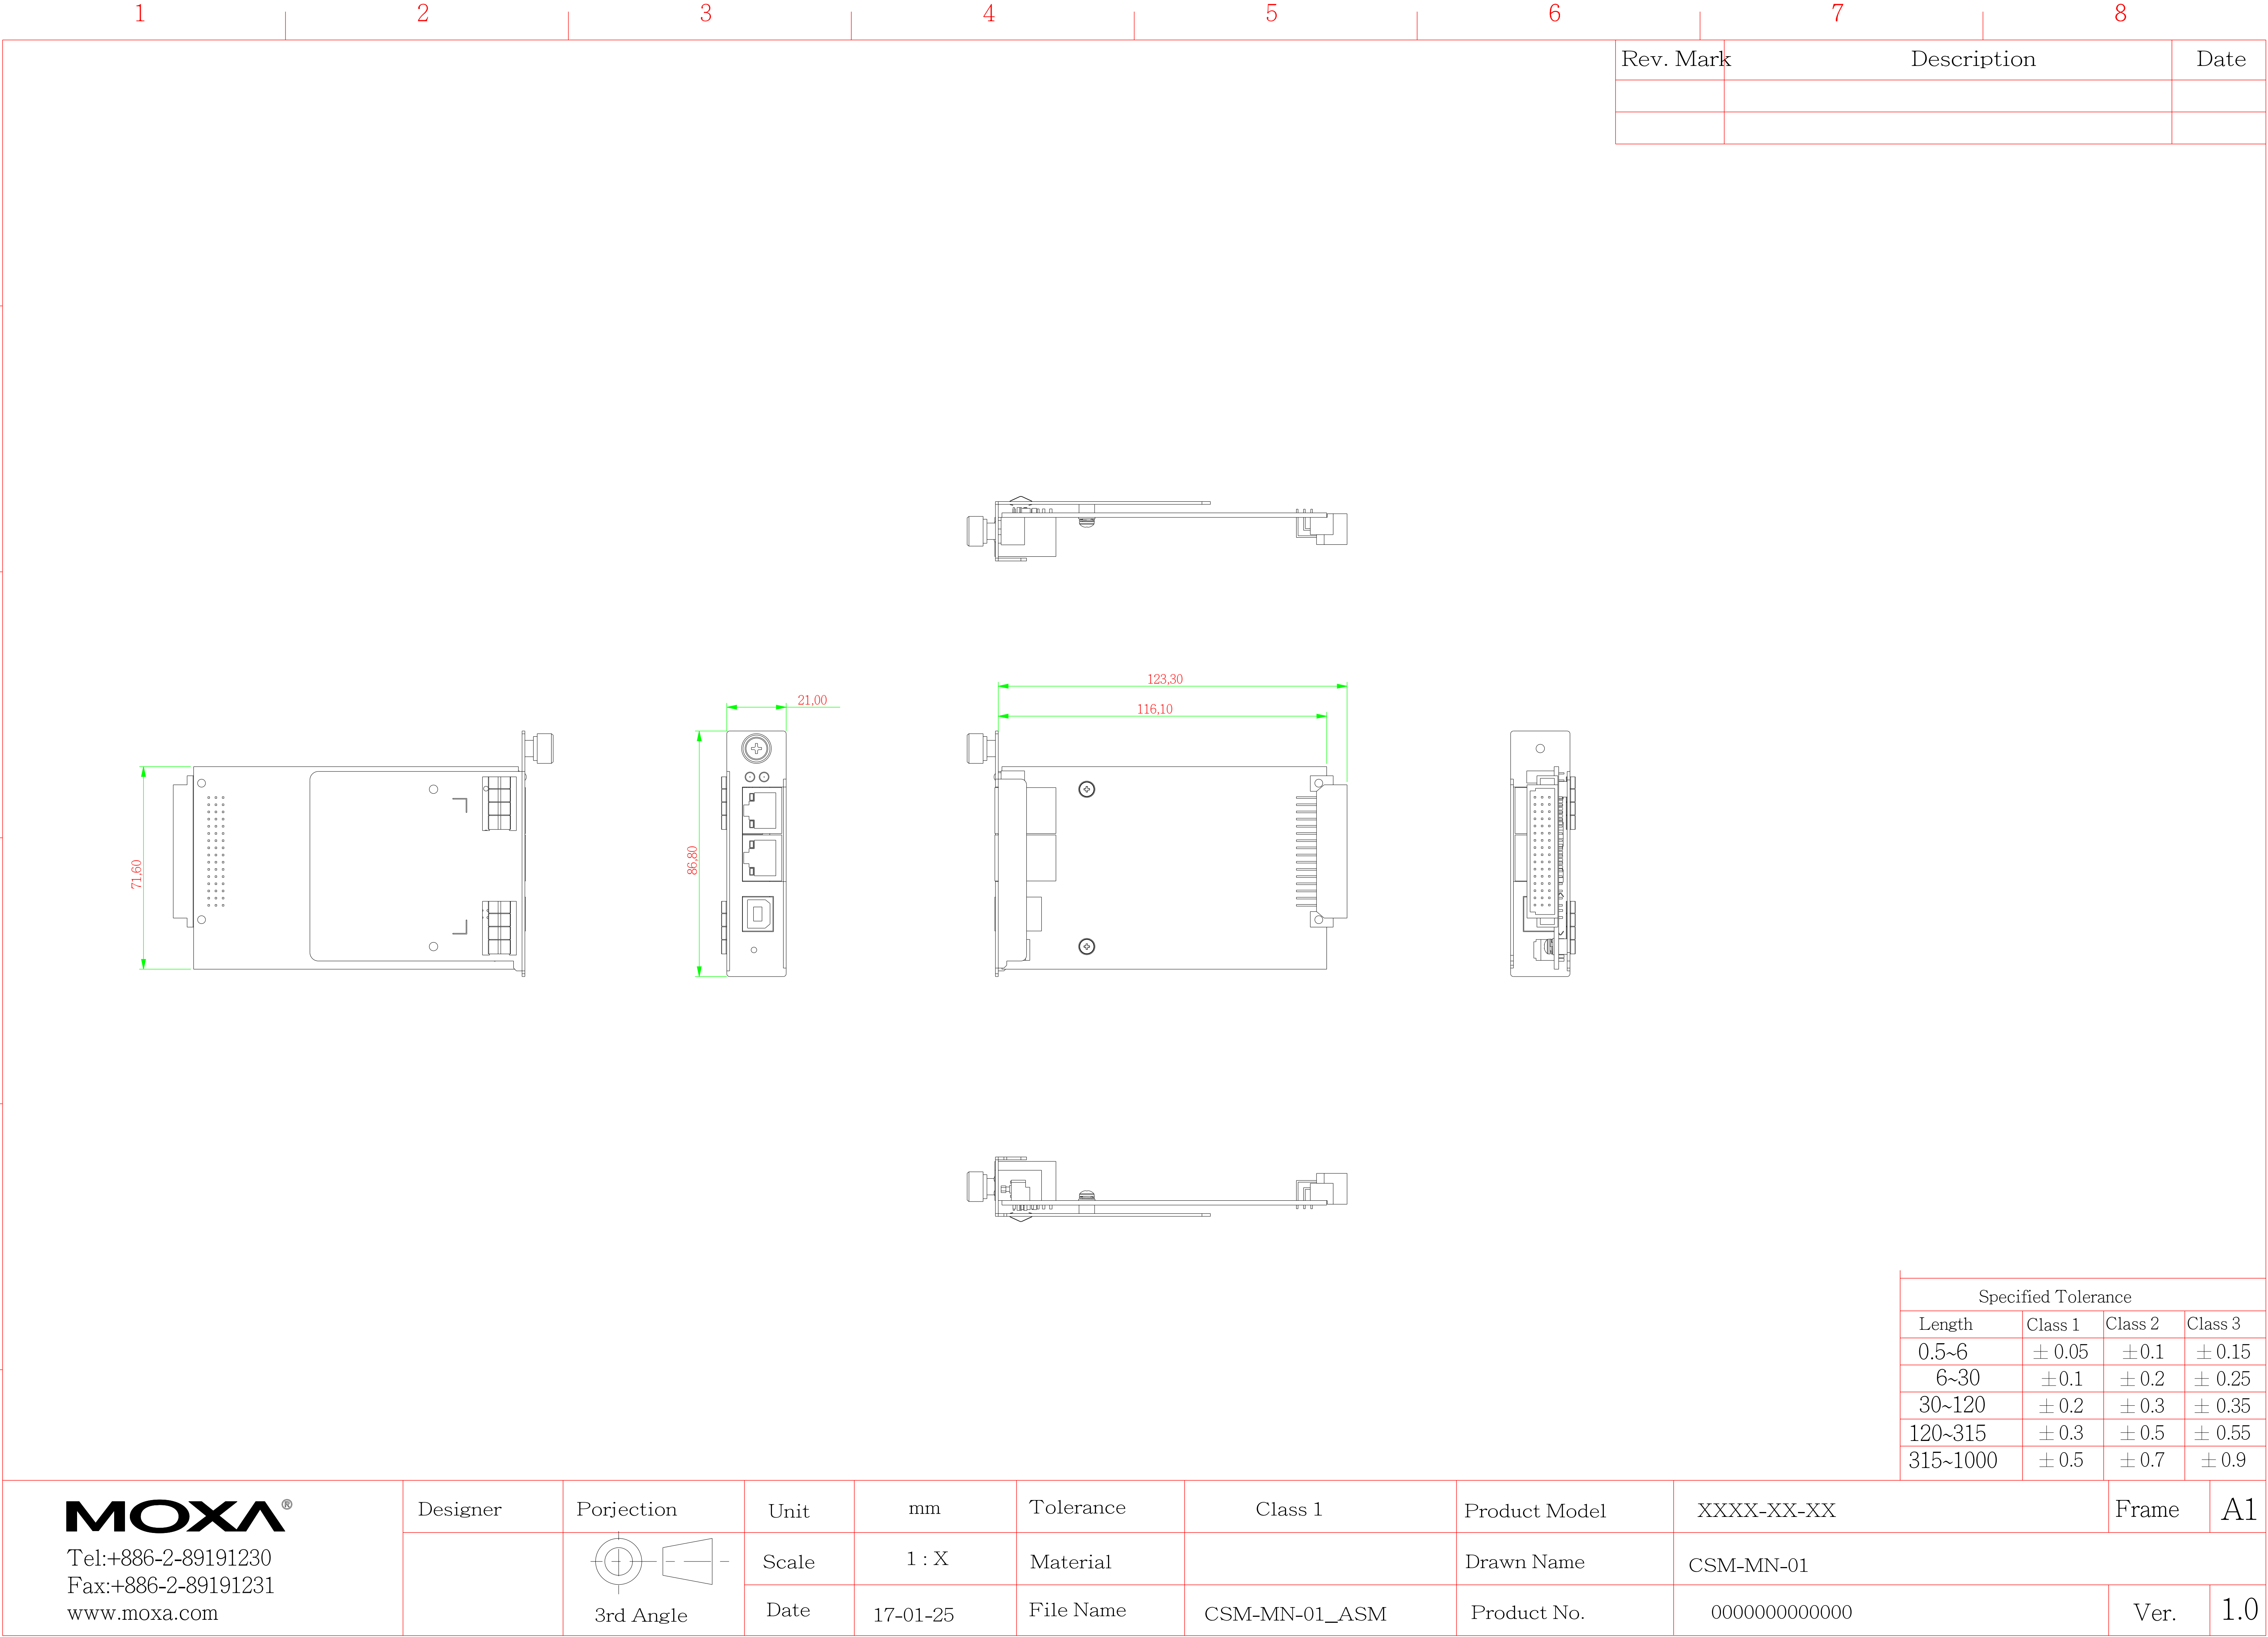 1 2 3 4 5 6 7 8
Rev. Mark Description Date
123,30
21,00
116,10
71,60
86,80
Specified Tolerance
Length Class 1 Class 2 Class 3
0.5~6 ± 0.05 ±0.1 ± 0.15
6~30 ±0.1 ± 0.2 ± 0.25
30~120 ± 0.2 ± 0.3 ± 0.35
120~315 ± 0.3 ± 0.5 ± 0.55
315~1000 ± 0.5 ± 0.7 ± 0.9
MOXA®
Tel:+886-2-89191230
Fax:+886-2-89191231
www.moxa.com
Designer Porjection Unit mm Tolerance Class 1 Product Model XXXX-XX-XX Frame A1
Scale 1 : X Material Drawn Name CSM-MN-01
3rd Angle Date 17-01-25 File Name CSM-MN-01_ASM Product No. 0000000000000 Ver. 1.0